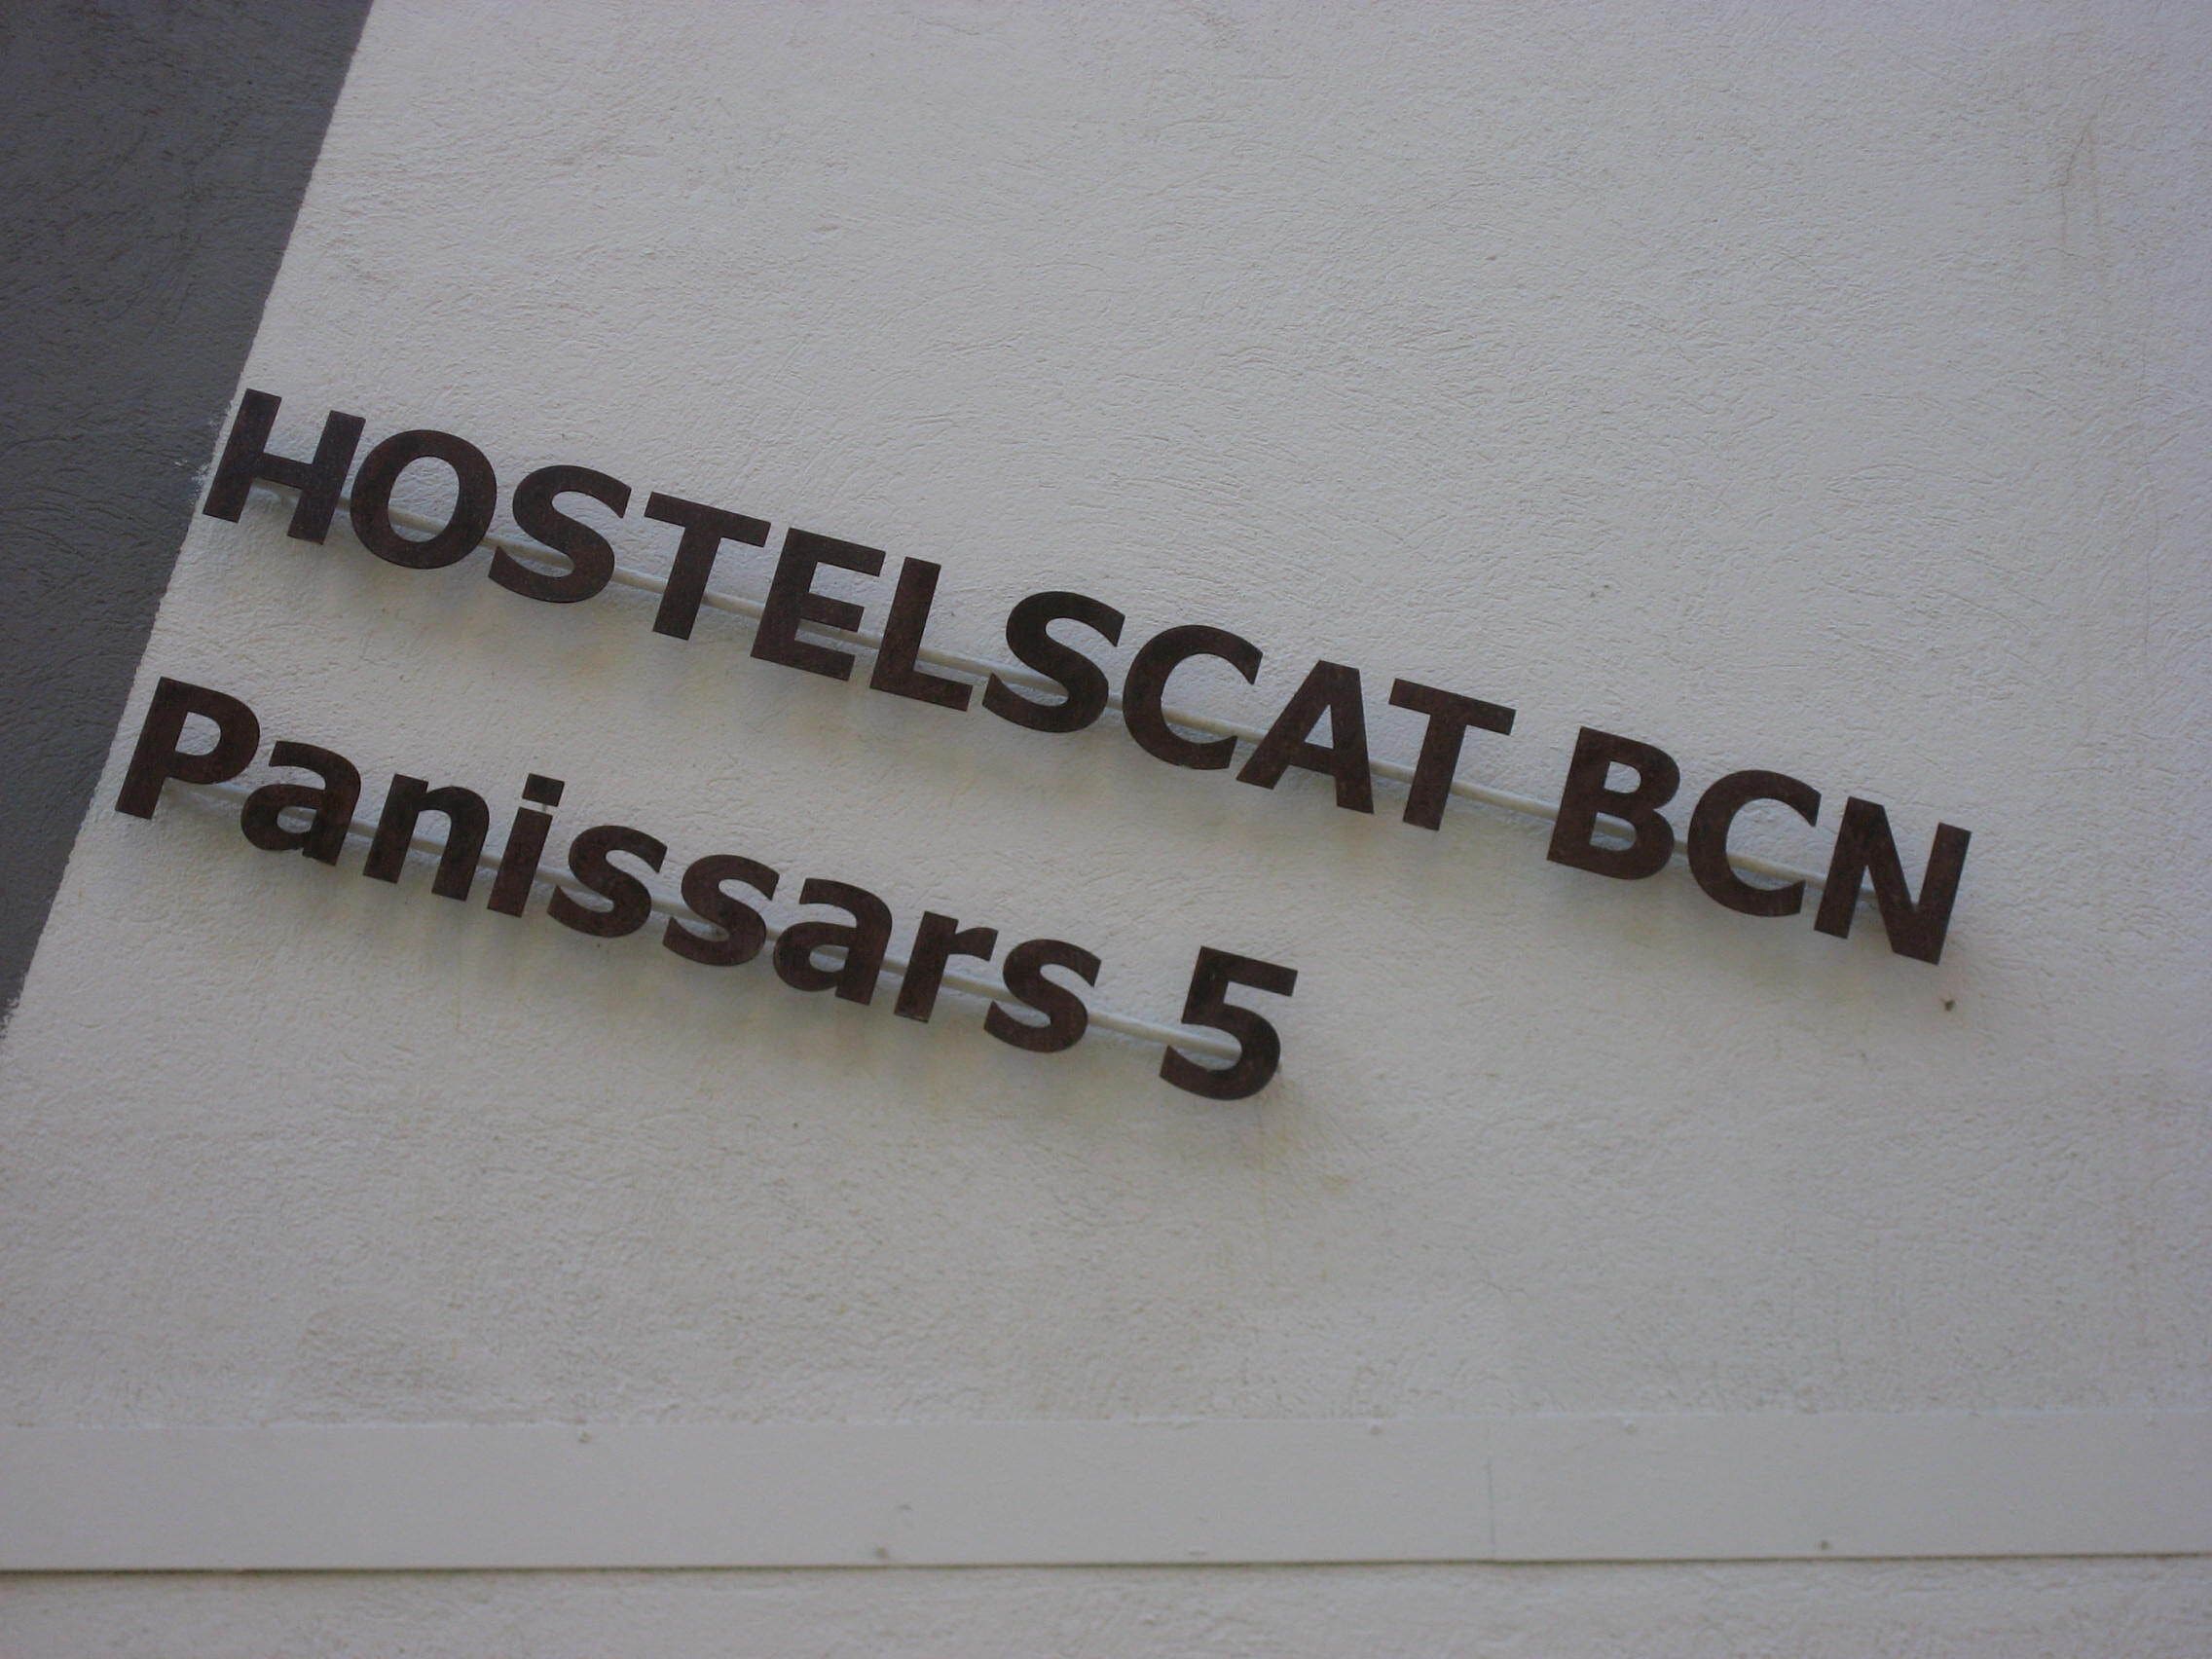 HOSTELSCAT BCN
Panissars 5